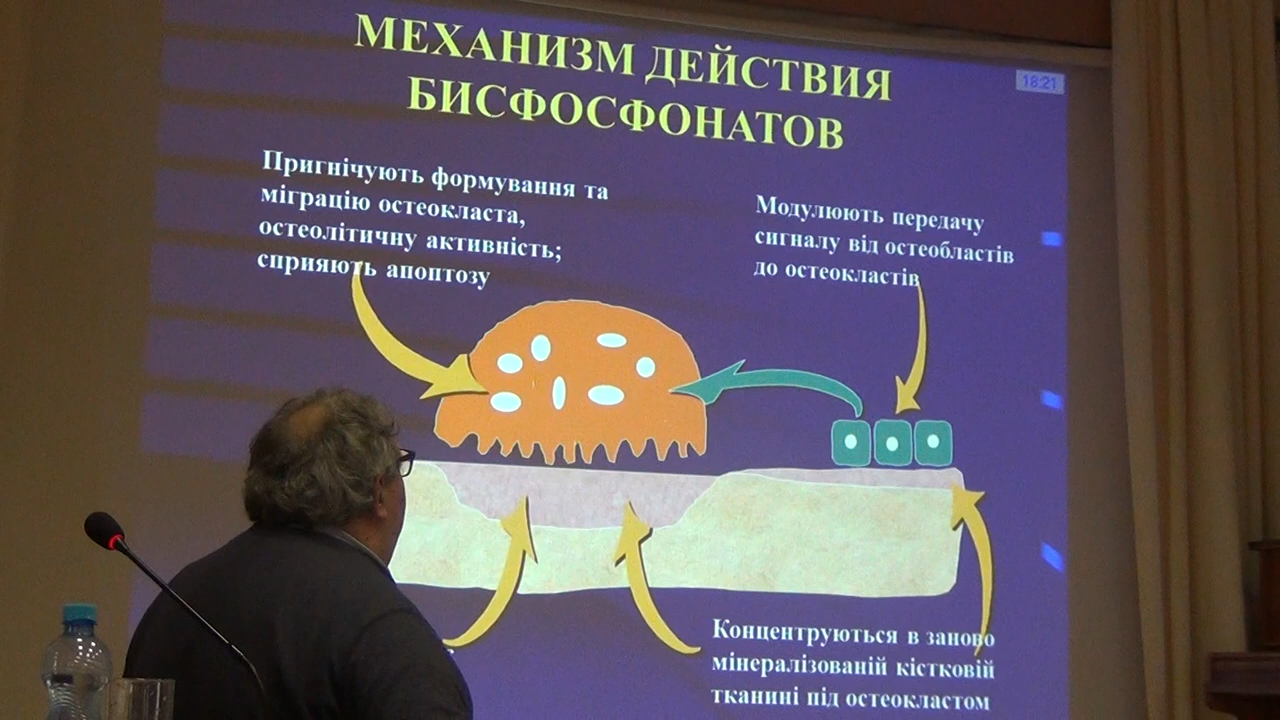 МЕХАНИЗМ ДЕЙСТВИЯ
БИСФОСФОНАТОВ
18:21
Пригнічують формування та
міграцію остеокласта,
остеолітичну активність;
сприяють апоптозу
Модулюють передачу
сигналу від остеобластів
до остеокластів
Концентруються в заново
мінералізованій кістковій
тканині під остеокластом